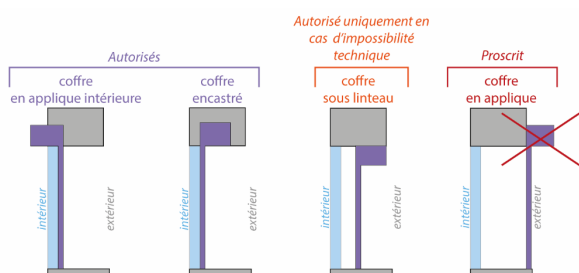 Autorisés
Autorisé uniquement en
cas d'impossibilité
technique
Proscrit
coffre
en applique intérieure
coffre
encastré
coffre
sous linteau
coffre
en applique
intérieur
extérieur
intérieur
extérieur
intérieur
extérieur
intérieur
extérieur